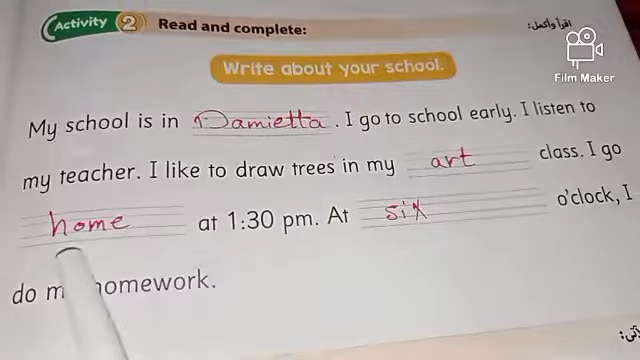 Activity 2 Read and complete: اقرأ وأكمل:
Film Maker
Write about your school.
My school is in Damietta. I go to school early. I listen to
my teacher. I like to draw trees in my art class. I go
home at 1:30 pm. At six o'clock, I
do homework.